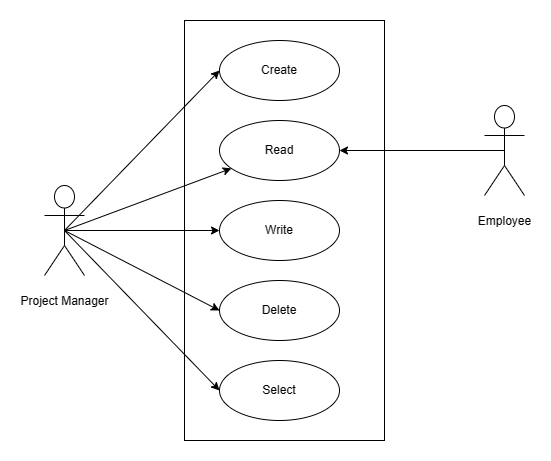 Create
Read
Write
Delete
Select
Project Manager
Employee